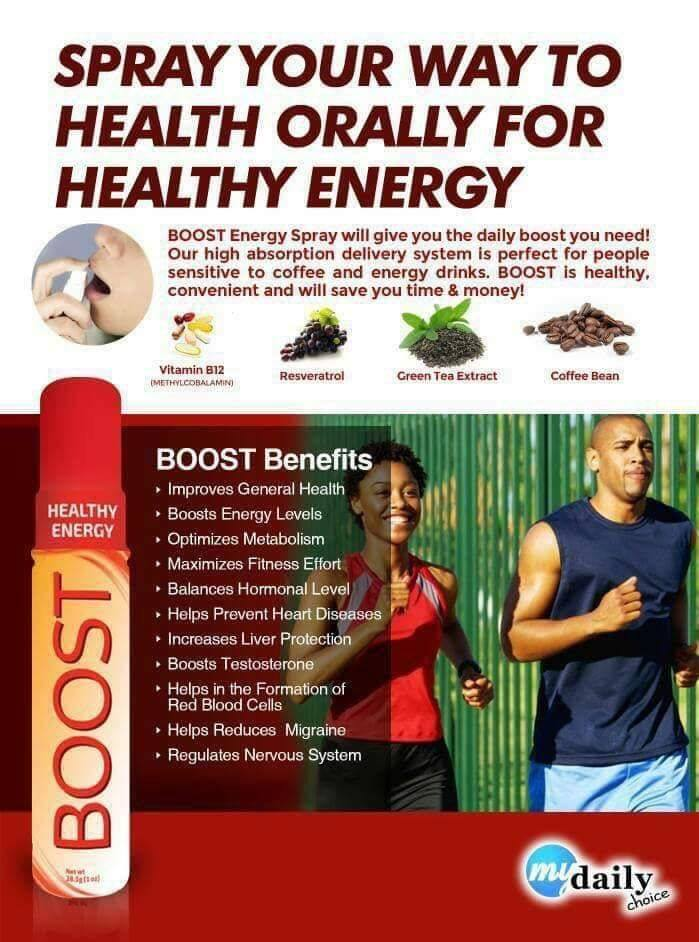 SPRAY YOUR WAY TO
HEALTH ORALLY FOR
HEALTHY ENERGY
BOOST Energy Spray will give you the daily boost you need!
Our high absorption delivery system is perfect for people
sensitive to coffee and energy drinks. BOOST is healthy,
convenient and will save you time & money!
Vitamin B12
(METHYLCOBALAMIN)
Resveratrol
Green Tea Extract
Coffee Bean
HEALTHY
ENERGY
BOOST
Net wt
28.5g (1 oz)
BOOST Benefits
‣ Improves General Health
‣ Boosts Energy Levels
‣ Optimizes Metabolism
‣ Maximizes Fitness Effort
‣ Balances Hormonal Level
‣ Helps Prevent Heart Diseases
‣ Increases Liver Protection
‣ Boosts Testosterone
‣ Helps in the Formation of
Red Blood Cells
‣ Helps Reduces Migraine
‣ Regulates Nervous System
my daily
choice